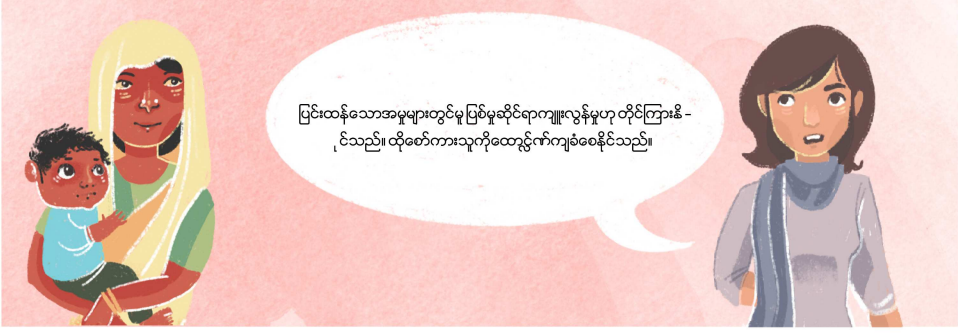 ပြင်းထန်သောအမှုများတွင်မူ ပြစ်မှုဆိုင်ရာကျူးလွန်မှုဟု တိုင်ကြားနိ –
ုင်သည်။ ထိုစော်ကားသူကိုထောင်ဒဏ်ကျခံစေနိုင်သည်။